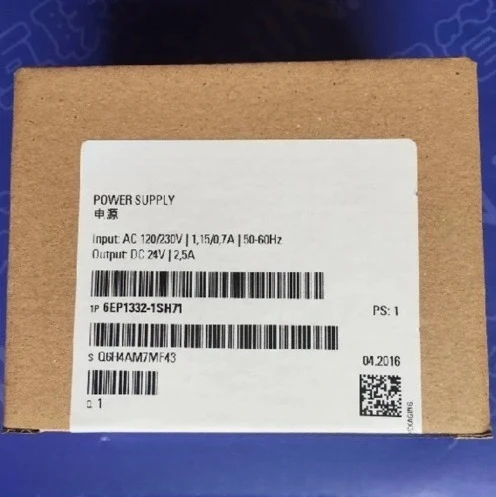 POWER SUPPLY
电源
Input: AC 120/230V | 1,15/0,7A | 50-60Hz
Output: DC 24V | 2,5A
1P 6EP1332-1SH71
PS: 1
S Q6H4AM7MF43
04.2016
Q 1